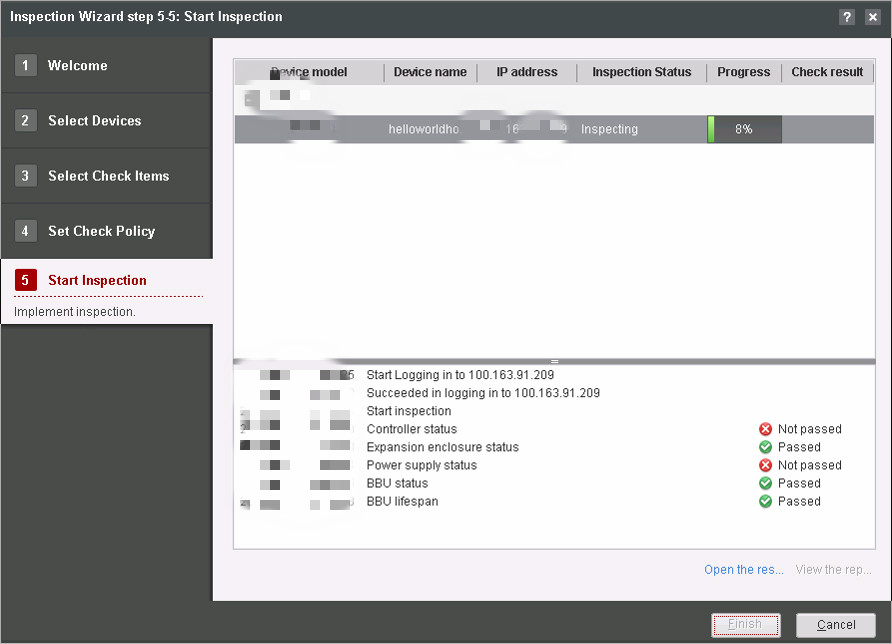 Inspection Wizard step 5-5: Start Inspection ? ×
1 Welcome
2 Select Devices
3 Select Check Items
4 Set Check Policy
5 Start Inspection
Implement inspection.
Device model Device name IP address Inspection Status Progress Check result
helloworldho 16 9 Inspecting 8%
Start Logging in to 100.163.91.209
Succeeded in logging in to 100.163.91.209
Start inspection
Controller status Not passed
Expansion enclosure status Passed
Power supply status Not passed
BBU status Passed
BBU lifespan Passed
Open the res... View the rep...
Finish Cancel